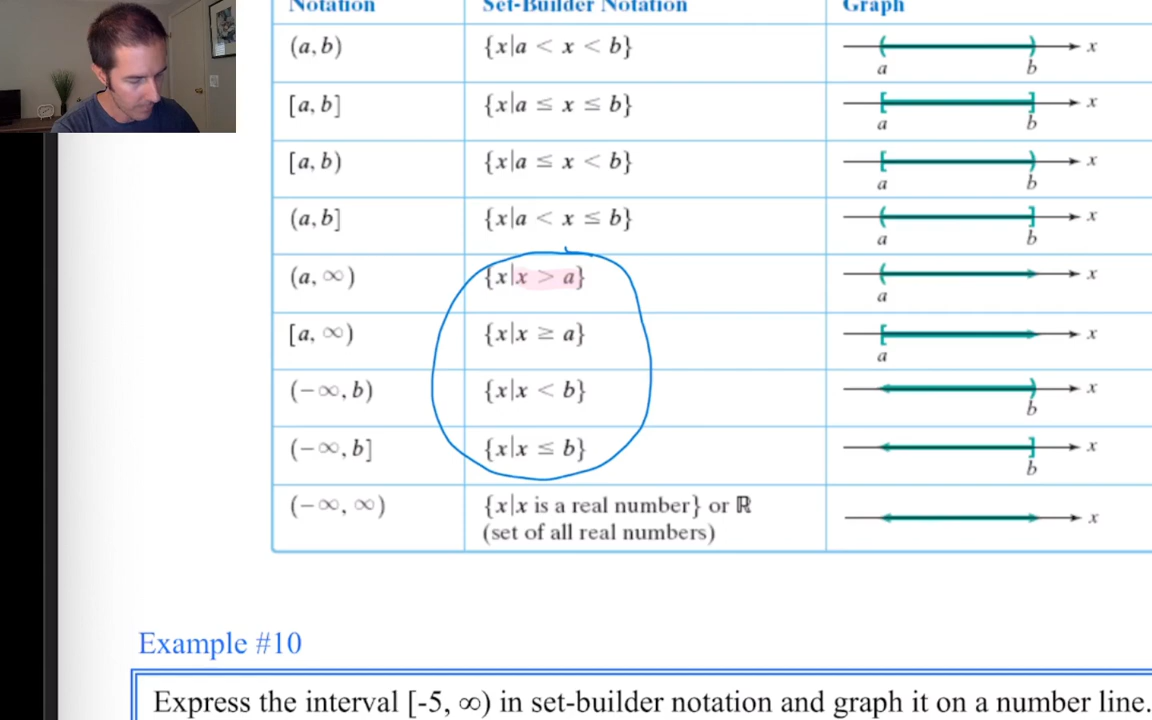 Notation Set-Builder Notation Graph
(a, b) {x|a < x < b} a b x
[a, b] {x|a ≤ x ≤ b} a b x
[a, b) {x|a ≤ x < b} a b x
(a, b] {x|a < x ≤ b} a b x
(a, ∞) {x|x > a} a x
[a, ∞) {x|x ≥ a} a x
(−∞, b) {x|x < b} b x
(−∞, b] {x|x ≤ b} b x
(−∞, ∞) {x|x is a real number} or ℝ x
(set of all real numbers)
Example #10
Express the interval [-5, ∞) in set-builder notation and graph it on a number line.